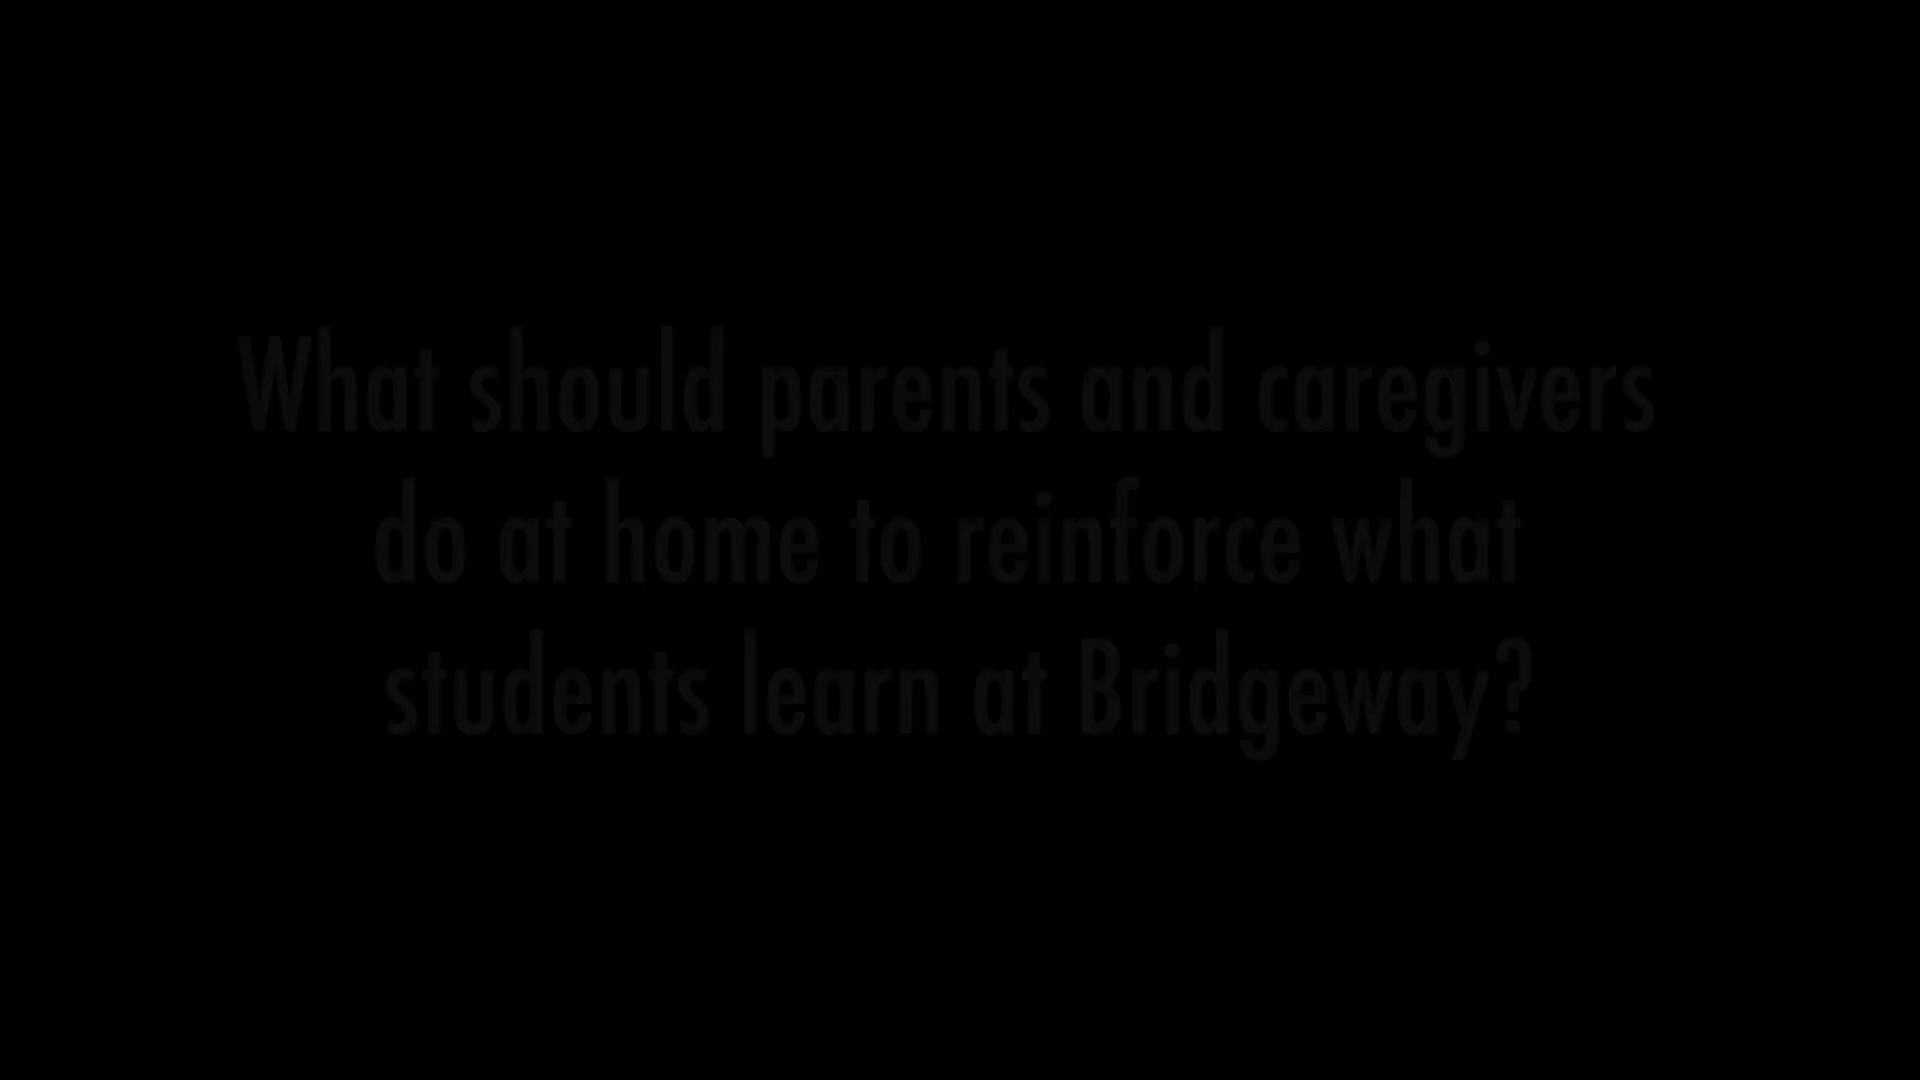 What should parents and caregivers
do at home to reinforce what
students learn at Bridgeway?